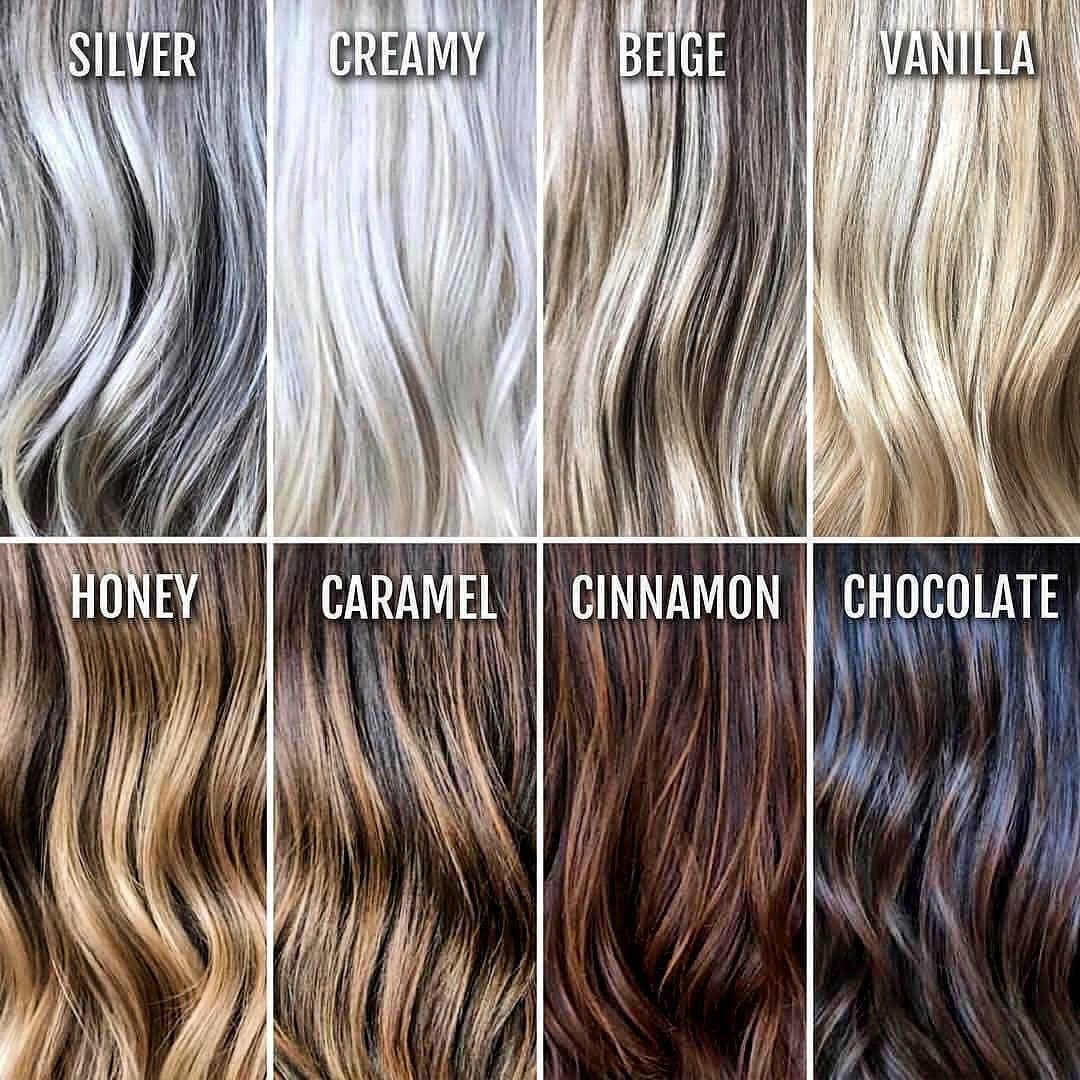 SILVER
CREAMY
BEIGE
VANILLA
HONEY
CARAMEL
CINNAMON
CHOCOLATE